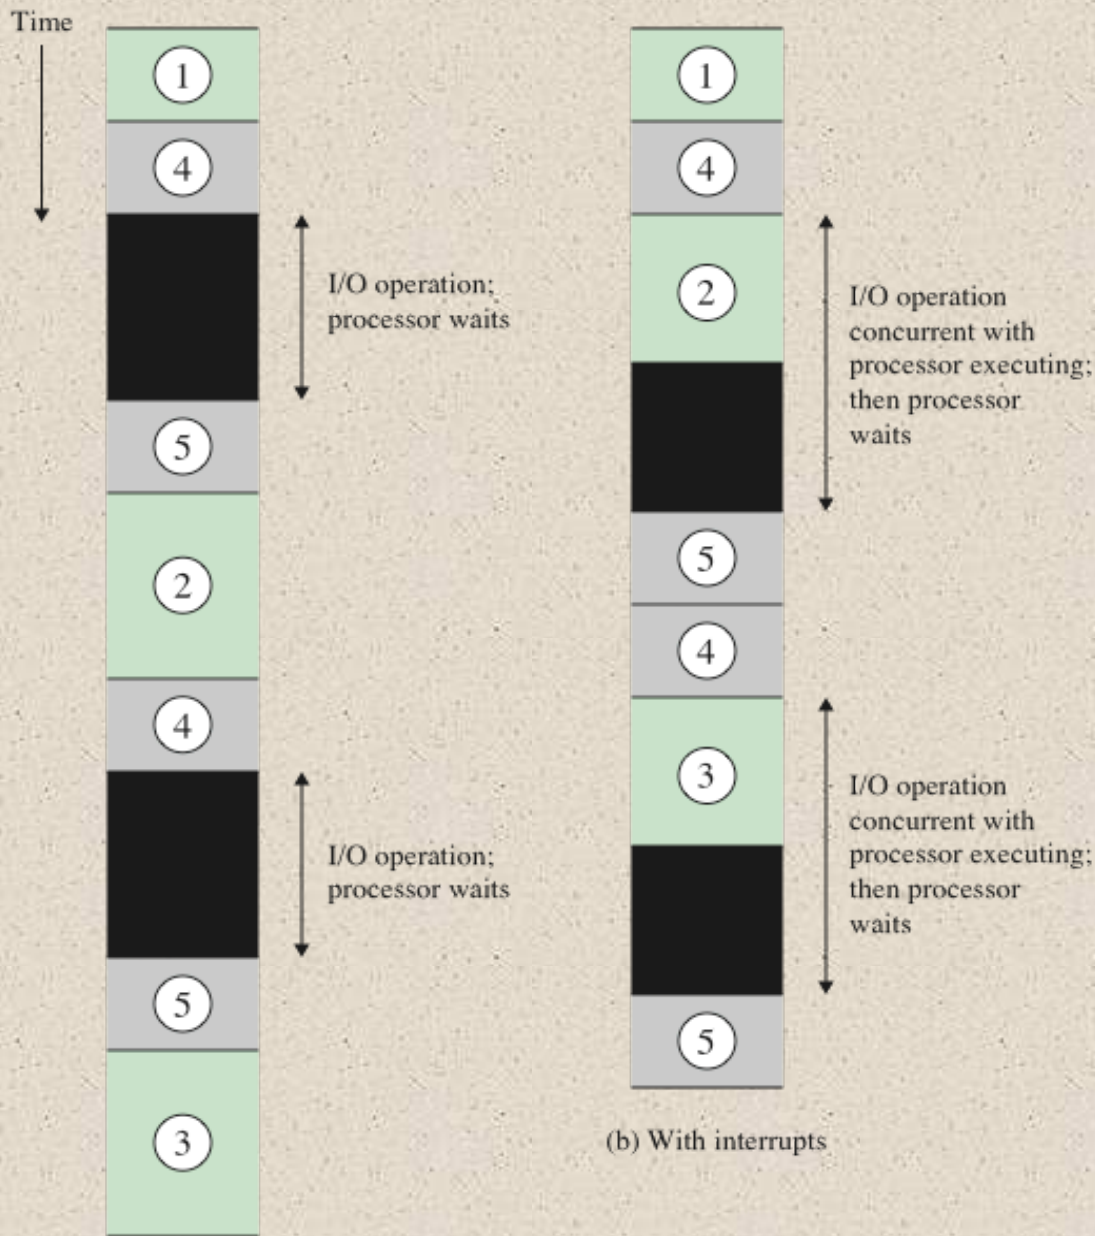 Time
1
4
I/O operation;
processor waits
5
2
4
I/O operation;
processor waits
5
3
1
4
2
I/O operation
concurrent with
processor executing;
then processor
waits
5
4
3
I/O operation
concurrent with
processor executing;
then processor
waits
5
(b) With interrupts